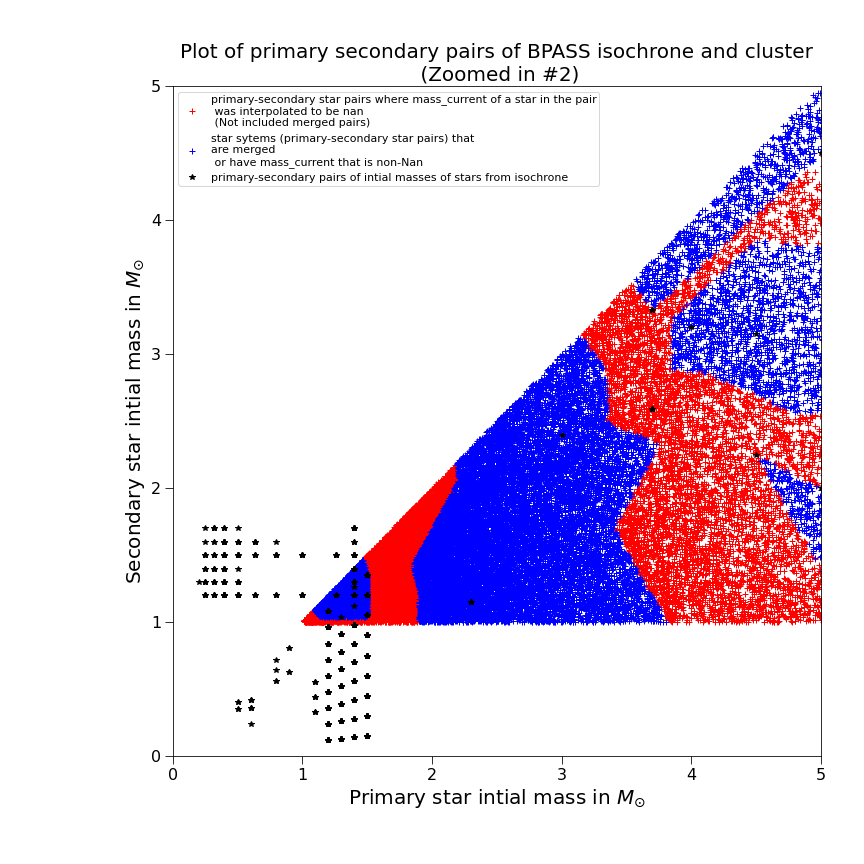 Plot of primary secondary pairs of BPASS isochrone and cluster
(Zoomed in #2)
primary-secondary star pairs where mass_current of a star in the pair
was interpolated to be nan
(Not included merged pairs)
star sytems (primary-secondary star pairs) that
are merged
or have mass_current that is non-Nan
primary-secondary pairs of intial masses of stars from isochrone
Secondary star intial mass in M⊙
5
4
3
2
1
0
0 1 2 3 4 5
Primary star intial mass in M⊙